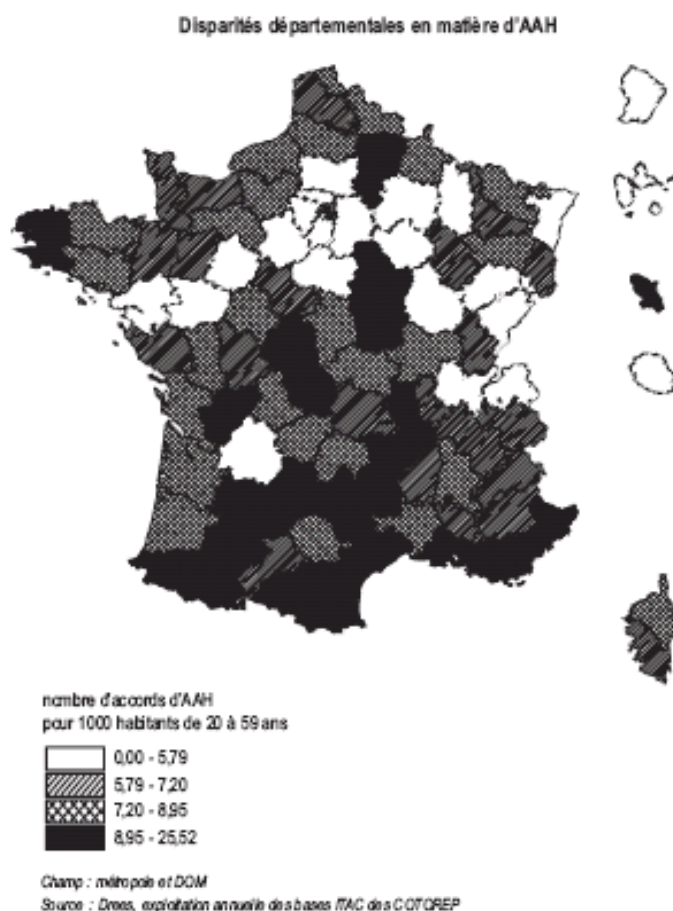 Disparités départementales en matière d'AAH
nombre d'accords d'AAH
pour 1000 habitants de 20 à 59 ans
0,00 - 5,79
5,79 - 7,20
7,20 - 8,95
8,95 - 25,52
Champ : métropole et DOM
Source : Drees, exploitation annuelle des bases ITAC des COTOREP